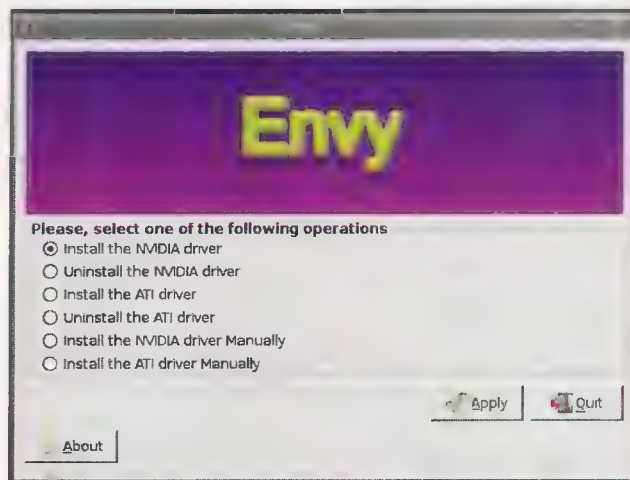 Envy
Please, select one of the following operations
Install the NVIDIA driver
Uninstall the NVIDIA driver
Install the ATI driver
Uninstall the ATI driver
Install the NVIDIA driver Manually
Install the ATI driver Manually
Apply
Quit
About